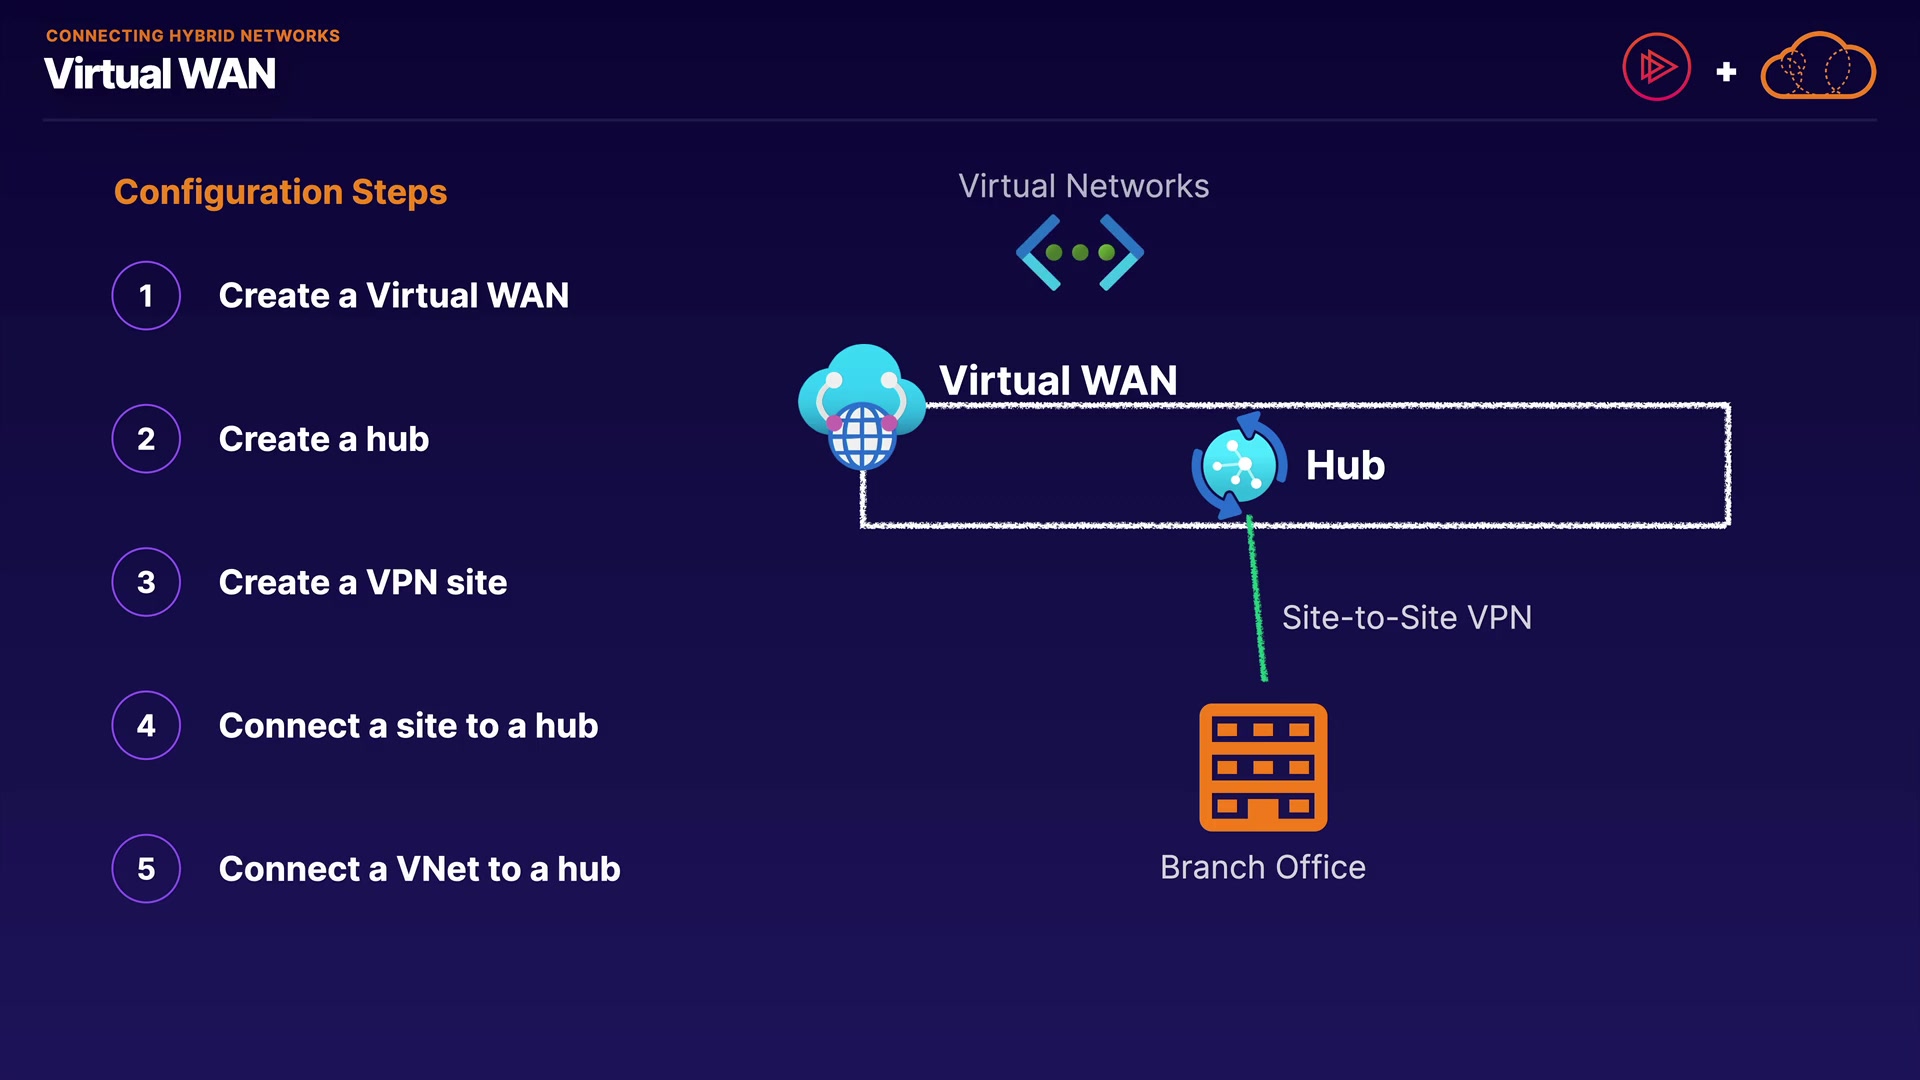 CONNECTING HYBRID NETWORKS
Virtual WAN
Configuration Steps
1 Create a Virtual WAN
2 Create a hub
3 Create a VPN site
4 Connect a site to a hub
5 Connect a VNet to a hub
Virtual Networks
Virtual WAN
Hub
Site-to-Site VPN
Branch Office